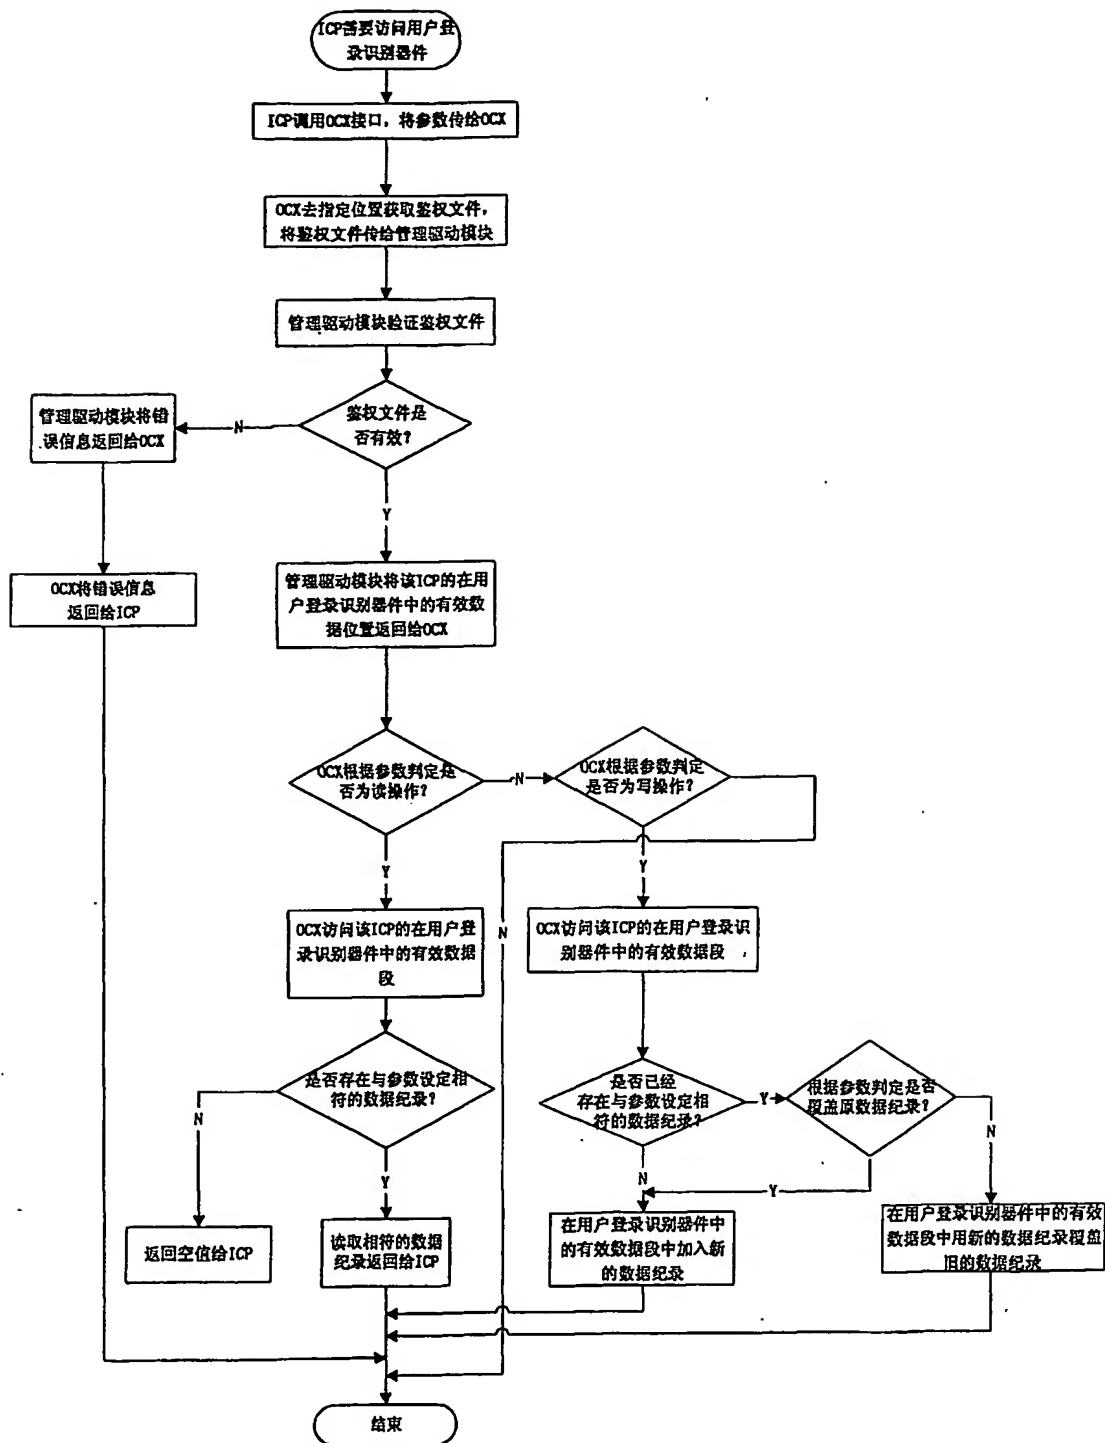 ICP需要访问用户登
录识别器件
ICP调用OCX接口，将参数传给OCX
OCX去指定位置获取鉴权文件，
将鉴权文件传给管理驱动模块
管理驱动模块验证鉴权文件
鉴权文件是
否有效？
N
管理驱动模块将错
误信息返回给OCX
Y
OCX将错误信息
返回给ICP
管理驱动模块将该ICP的在用
户登录识别器件中的有效数
据位置返回给OCX
OCX根据参数判定是
否为读操作？
N
OCX根据参数判定
是否为写操作？
Y
Y
N
OCX访问该ICP的在用户登
录识别器件中的有效数据
段
OCX访问该ICP的在用户登录识
别器件中的有效数据段
是否存在与参数设定相
符的数据纪录？
是否已经
存在与参数设定相
符的数据纪录？
Y
根据参数判定是否
覆盖原数据纪录？
N
Y
N
Y
N
返回空值给ICP
读取相符的数据
纪录返回给ICP
在用户登录识别器件中
的有效数据段中加入新
的数据纪录
在用户登录识别器件中的有效
数据段中用新的数据纪录覆盖
旧的数据纪录
结束